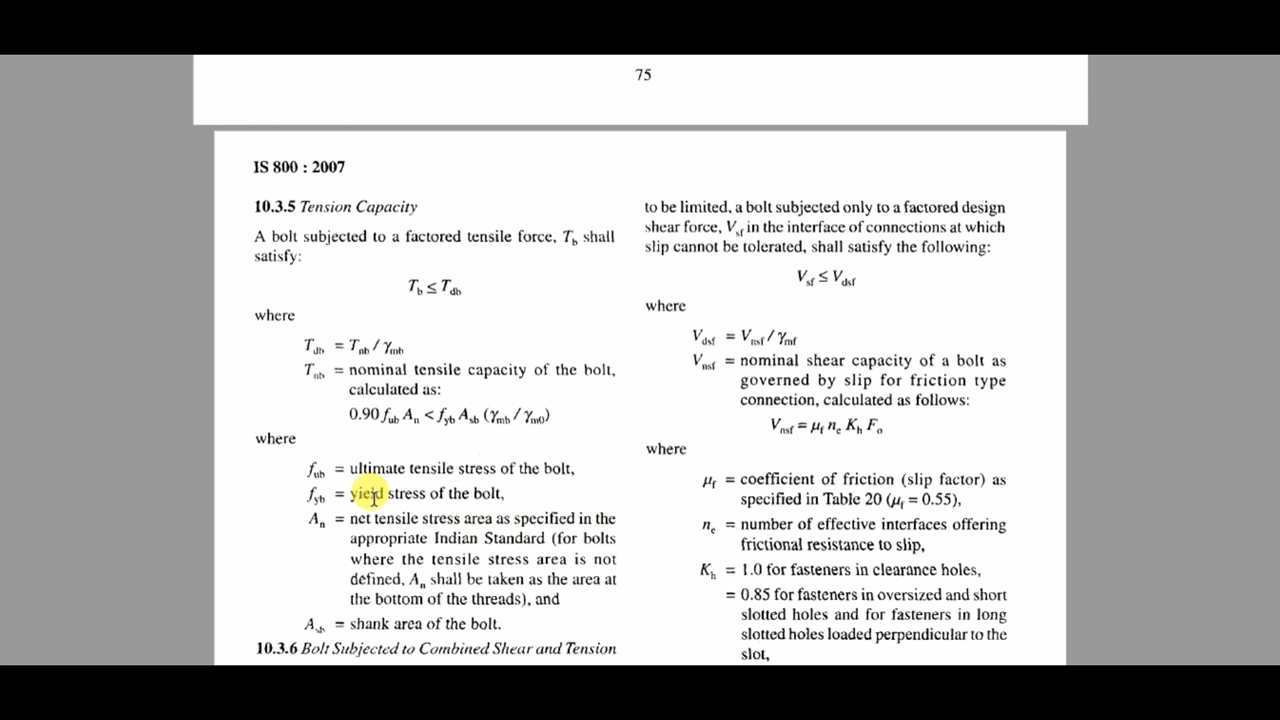 75
IS 800 : 2007
10.3.5 Tension Capacity
A bolt subjected to a factored tensile force, T_b shall
satisfy:
T_b ≤ T_db
where
T_db = T_nb / γ_mb
T_nb = nominal tensile capacity of the bolt,
calculated as:
0.90 f_ub A_n < f_yb A_sb (γ_mb / γ_m0)
where
f_ub = ultimate tensile stress of the bolt,
f_yb = yield stress of the bolt,
A_n = net tensile stress area as specified in the
appropriate Indian Standard (for bolts
where the tensile stress area is not
defined, A_n shall be taken as the area at
the bottom of the threads), and
A_sb = shank area of the bolt.
10.3.6 Bolt Subjected to Combined Shear and Tension
to be limited, a bolt subjected only to a factored design
shear force, V_sf in the interface of connections at which
slip cannot be tolerated, shall satisfy the following:
V_sf ≤ V_dsf
where
V_dsf = V_nsf / γ_mf
V_nsf = nominal shear capacity of a bolt as
governed by slip for friction type
connection, calculated as follows:
V_nsf = μ_f n_e K_h F_o
where
μ_f = coefficient of friction (slip factor) as
specified in Table 20 (μ_f = 0.55),
n_e = number of effective interfaces offering
frictional resistance to slip,
K_h = 1.0 for fasteners in clearance holes,
= 0.85 for fasteners in oversized and short
slotted holes and for fasteners in long
slotted holes loaded perpendicular to the
slot,